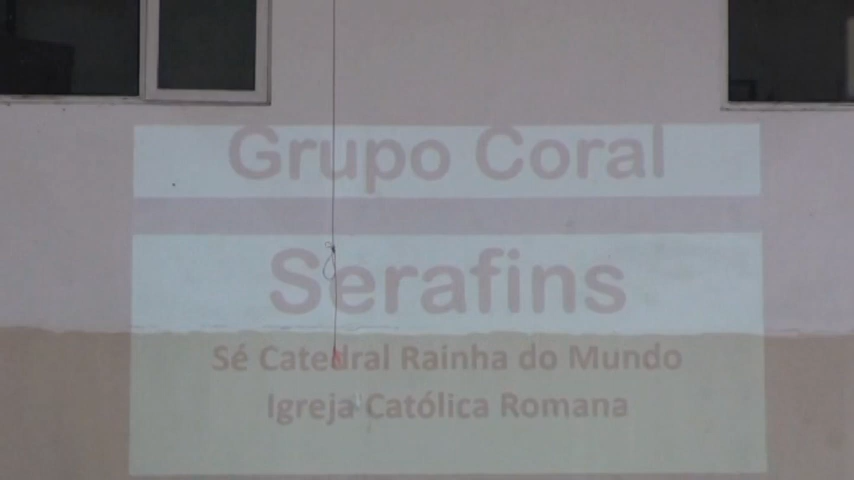 Grupo Coral
Serafins
Sé Catedral Rainha do Mundo
Igreja Católica Romana